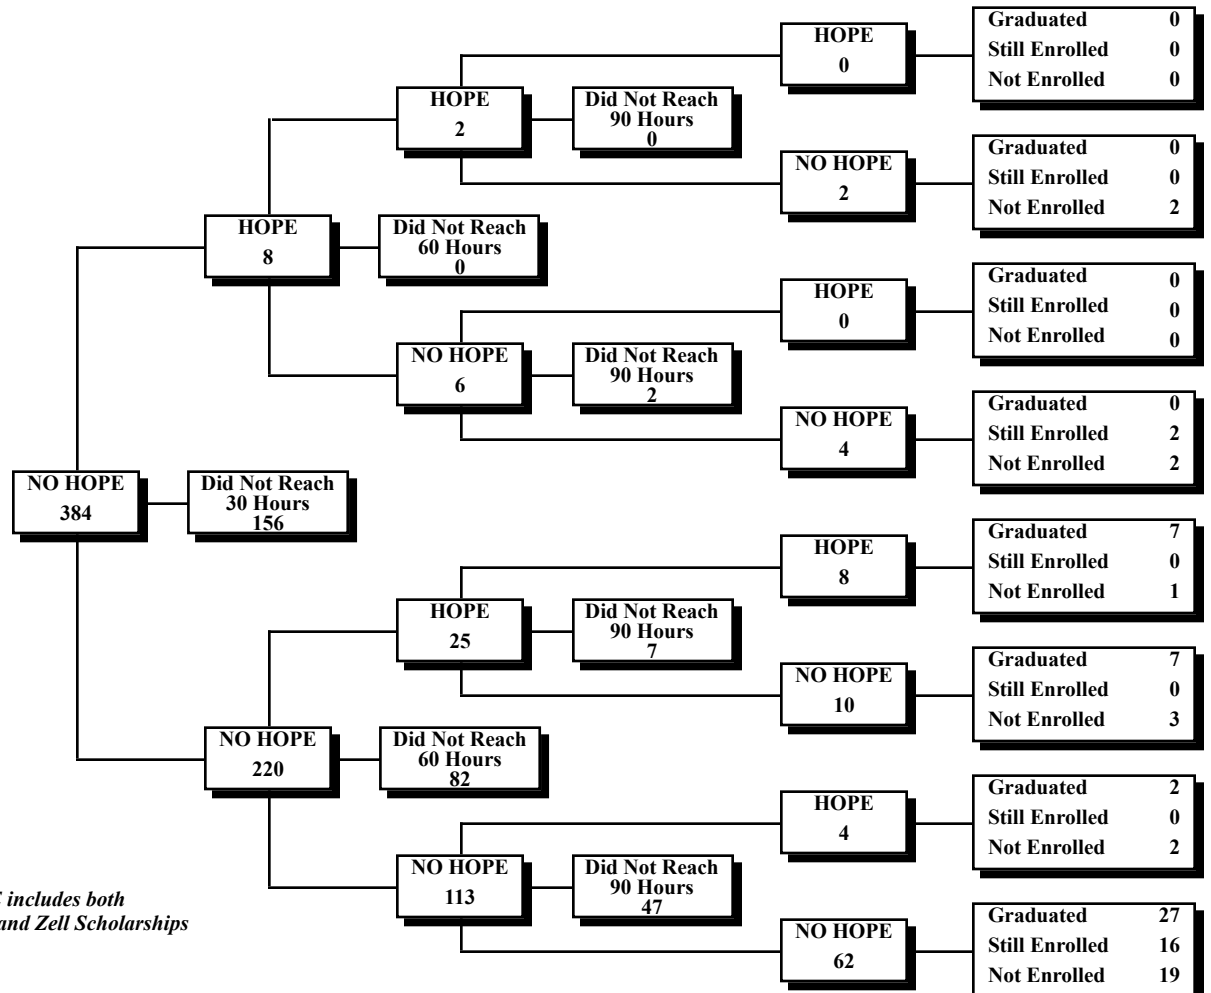 Graduated 0
HOPE
Still Enrolled 0
0
Not Enrolled 0
HOPE
2
Did Not Reach
90 Hours
0
Graduated 0
NO HOPE
Still Enrolled 0
2
Not Enrolled 2
HOPE
8
Did Not Reach
60 Hours
0
Graduated 0
HOPE
Still Enrolled 0
0
Not Enrolled 0
NO HOPE
6
Did Not Reach
90 Hours
2
Graduated 0
NO HOPE
Still Enrolled 2
4
Not Enrolled 2
NO HOPE
384
Did Not Reach
30 Hours
156
Graduated 7
HOPE
Still Enrolled 0
8
Not Enrolled 1
HOPE
25
Did Not Reach
90 Hours
7
Graduated 7
NO HOPE
Still Enrolled 0
10
Not Enrolled 3
NO HOPE
220
Did Not Reach
60 Hours
82
Graduated 2
HOPE
Still Enrolled 0
4
Not Enrolled 2
NO HOPE
113
Did Not Reach
90 Hours
47
includes both
and Zell Scholarships
Graduated 27
NO HOPE
Still Enrolled 16
62
Not Enrolled 19